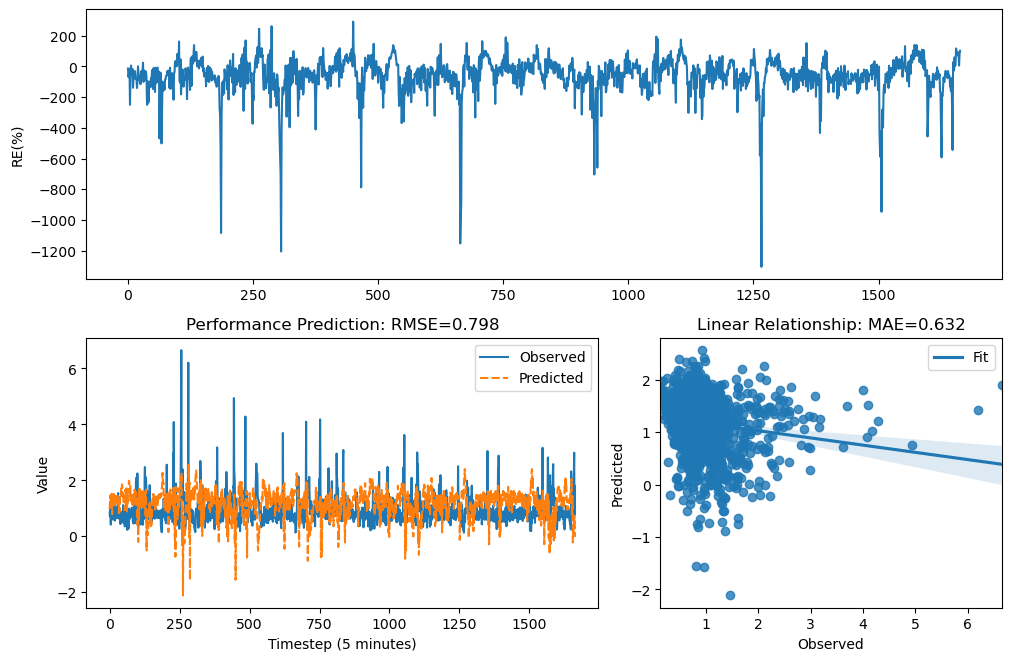 RE(%)
200
0
−200
−400
−600
−800
−1000
−1200
0 250 500 750 1000 1250 1500
Performance Prediction: RMSE=0.798
Observed
Predicted
Value
6
4
2
0
−2
0 250 500 750 1000 1250 1500
Timestep (5 minutes)
Linear Relationship: MAE=0.632
Fit
Predicted
2
1
0
−1
−2
1 2 3 4 5 6
Observed